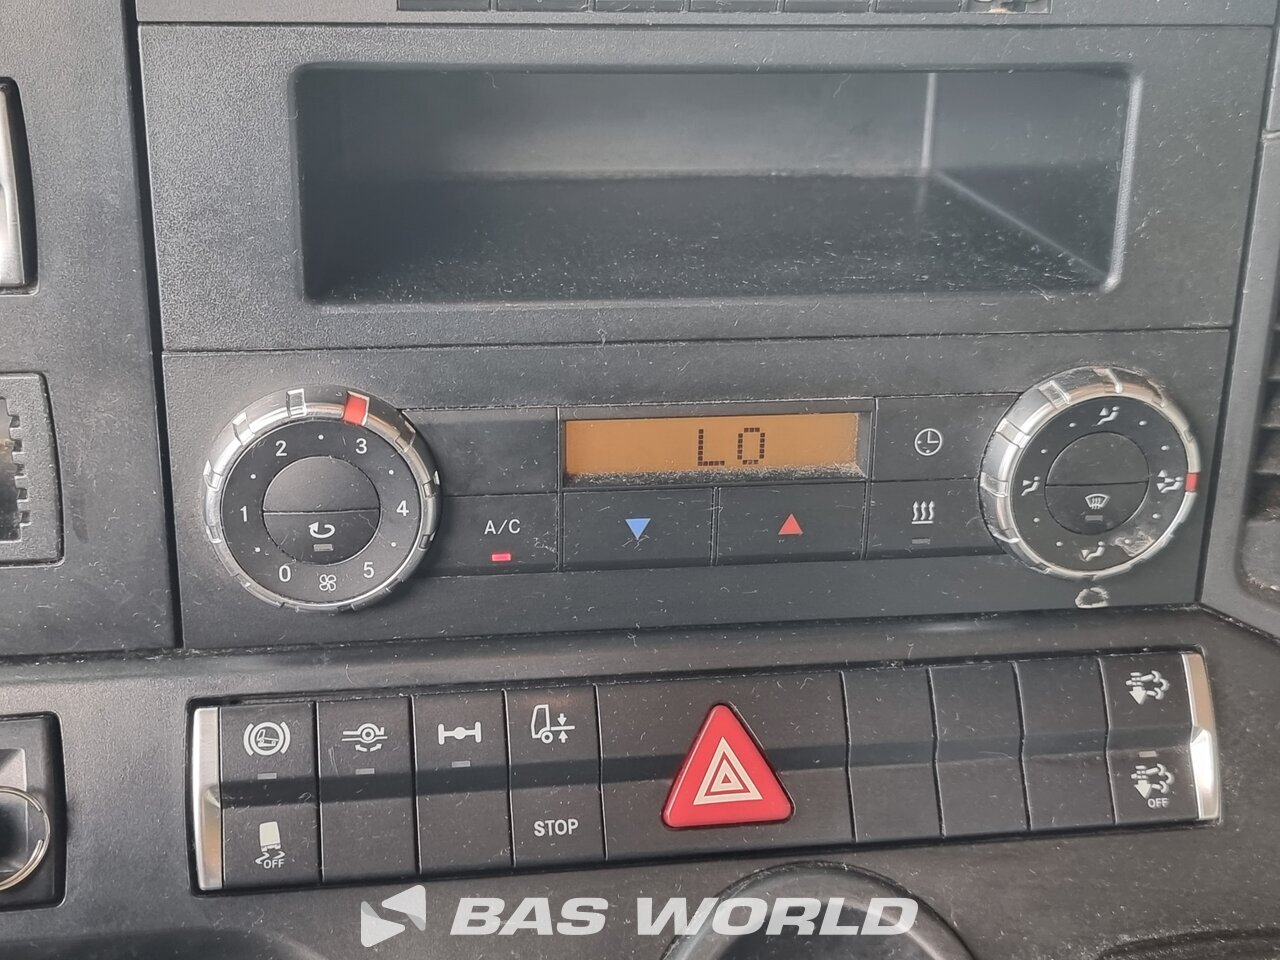 2 3
1 4
0 5
A/C
LO
STOP
OFF
OFF
BAS WORLD